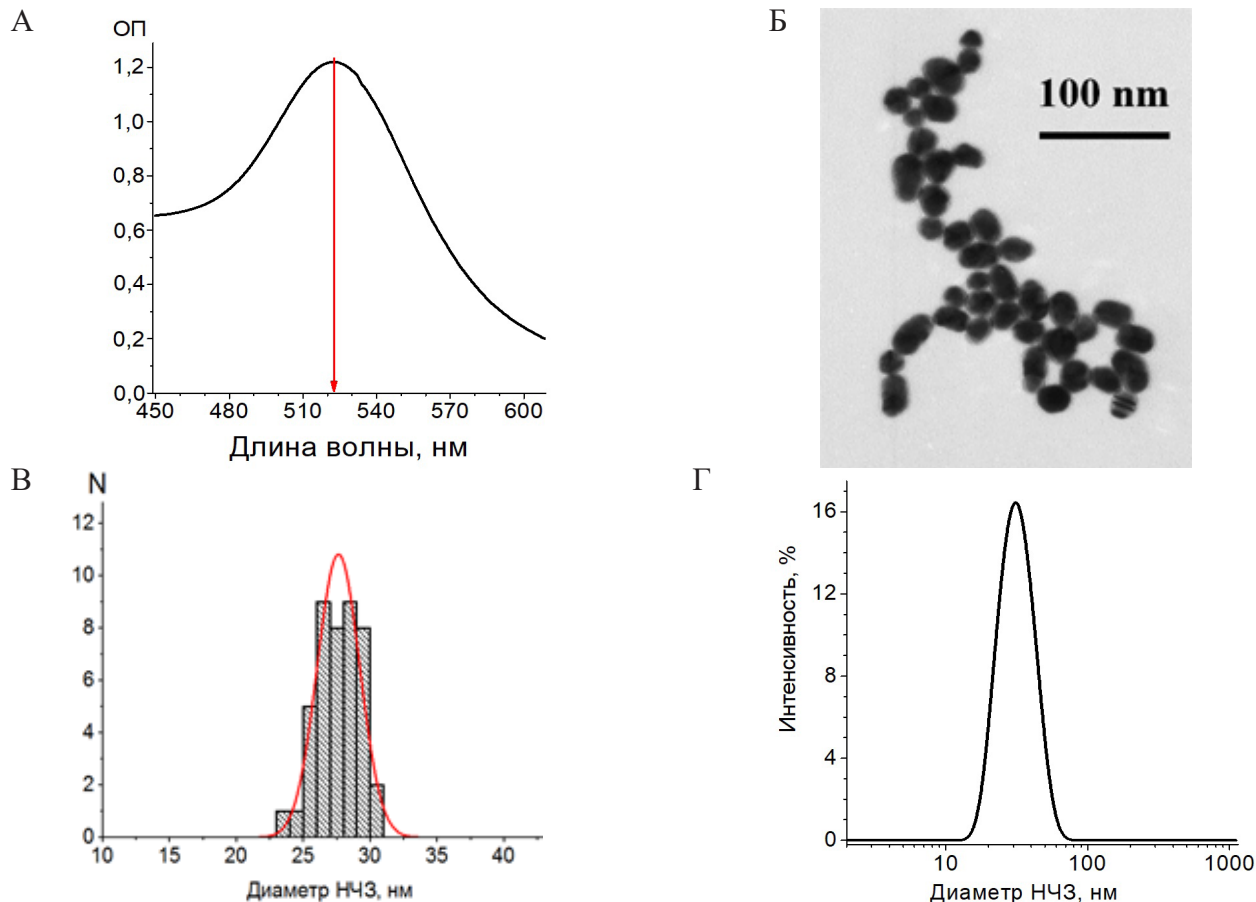 А
ОП
1,2
1,0
0,8
0,6
0,4
0,2
0,0
450 480 510 540 570 600
Длина волны, нм
Б
100 nm
В
N
12
10
8
6
4
2
0
10 15 20 25 30 35 40
Диаметр НЧЗ, нм
Г
Интенсивность, %
16
12
8
4
0
10 100 1000
Диаметр НЧЗ, нм